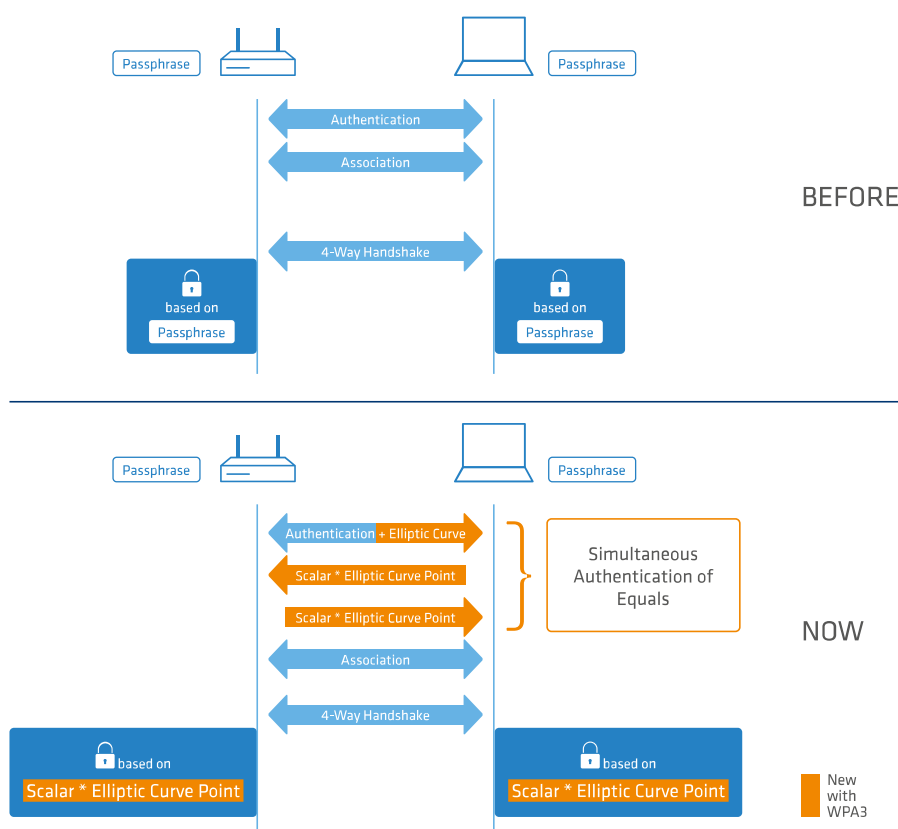 Passphrase
Passphrase
Authentication
Association
BEFORE
4-Way Handshake
based on
Passphrase
based on
Passphrase
Passphrase
Passphrase
Authentication + Elliptic Curve
Scalar * Elliptic Curve Point
Scalar * Elliptic Curve Point
Simultaneous
Authentication of
Equals
NOW
Association
4-Way Handshake
based on
Scalar * Elliptic Curve Point
based on
Scalar * Elliptic Curve Point
New
with
WPA3